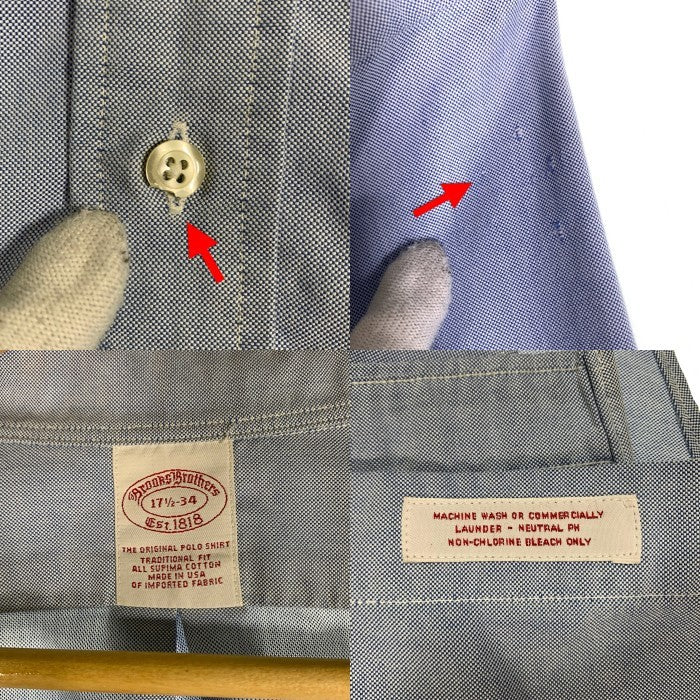 Brooks Brothers
17½-34
Est. 1818
THE ORIGINAL POLO SHIRT
TRADITIONAL FIT
ALL SUPIMA COTTON
MADE IN USA
OF IMPORTED FABRIC
MACHINE WASH OR COMMERCIALLY
LAUNDER - NEUTRAL PH
NON-CHLORINE BLEACH ONLY